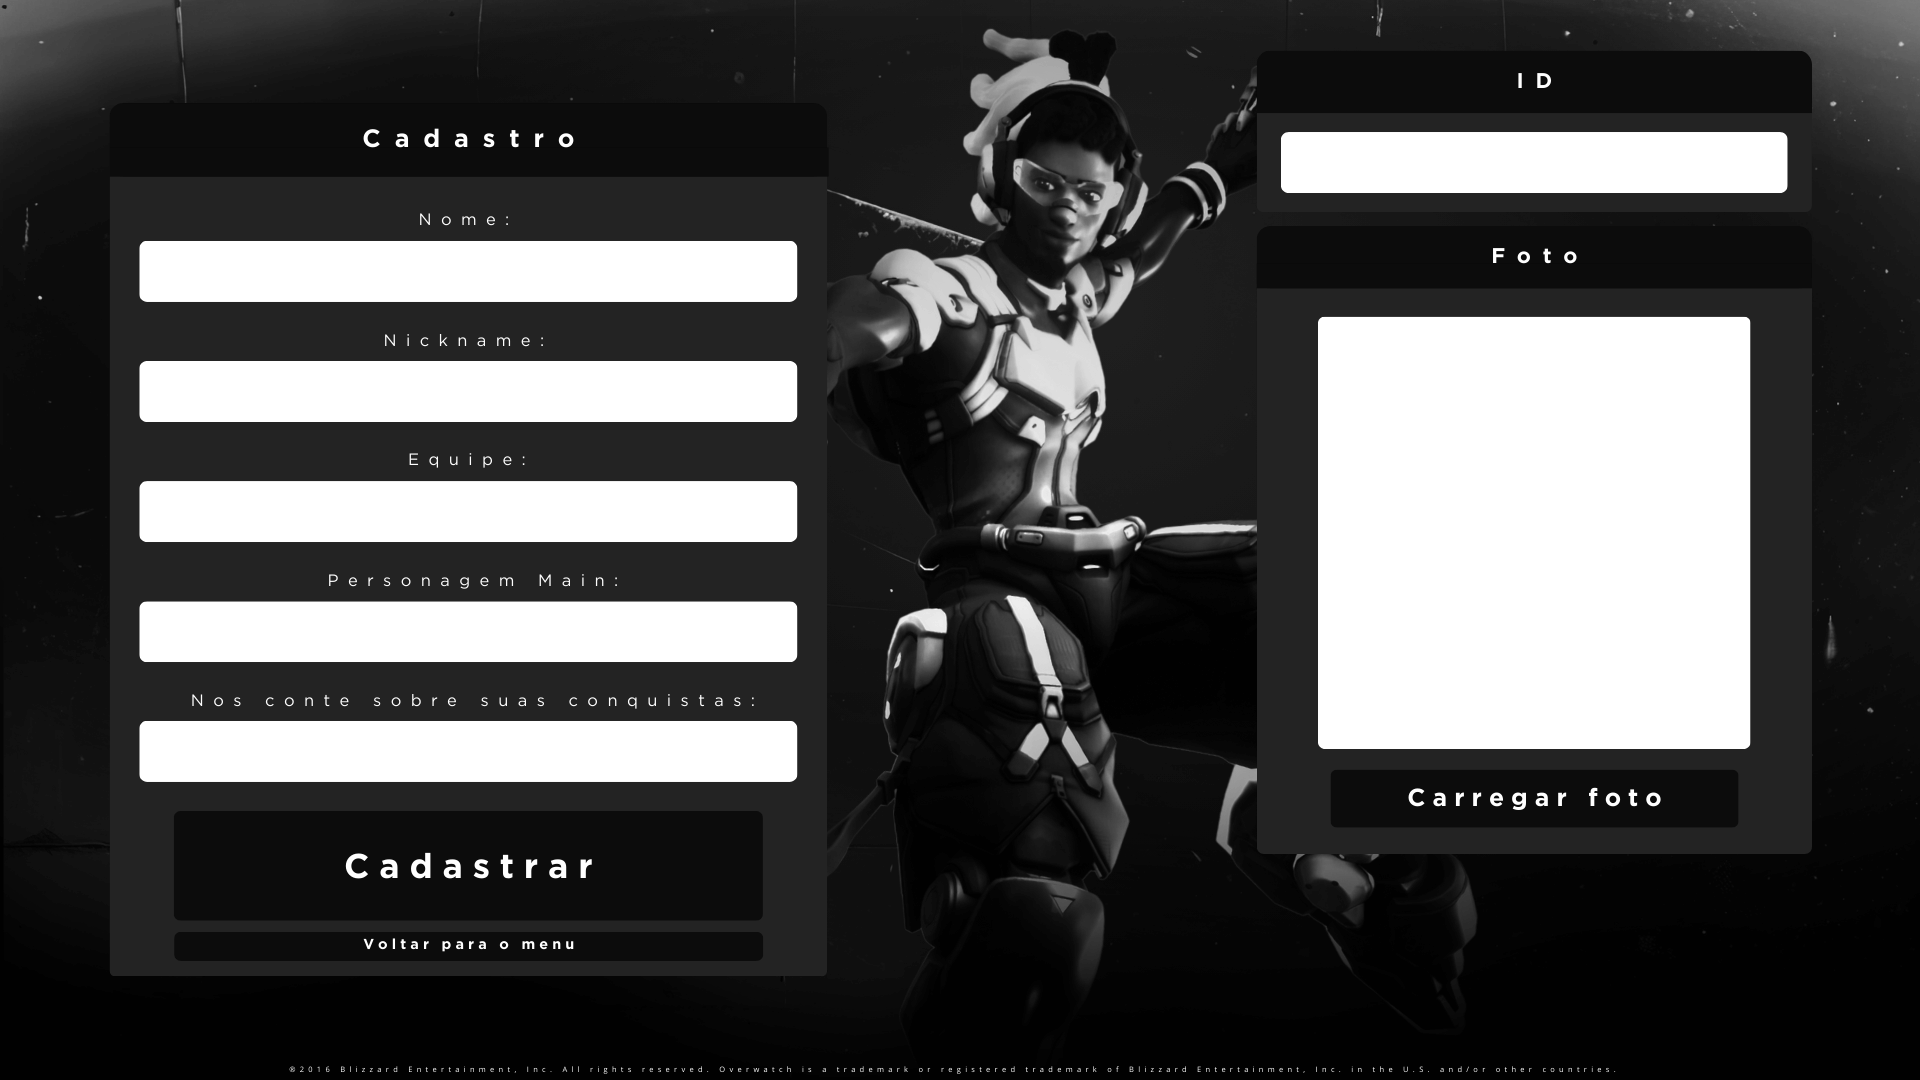 Cadastro
Nome:
Nickname:
Equipe:
Personagem Main:
Nos conte sobre suas conquistas:
Cadastrar
Voltar para o menu
ID
Foto
Carregar foto
©2016 Blizzard Entertainment, Inc. All rights reserved. Overwatch is a trademark or registered trademark of Blizzard Entertainment, Inc. in the U.S. and/or other countries.